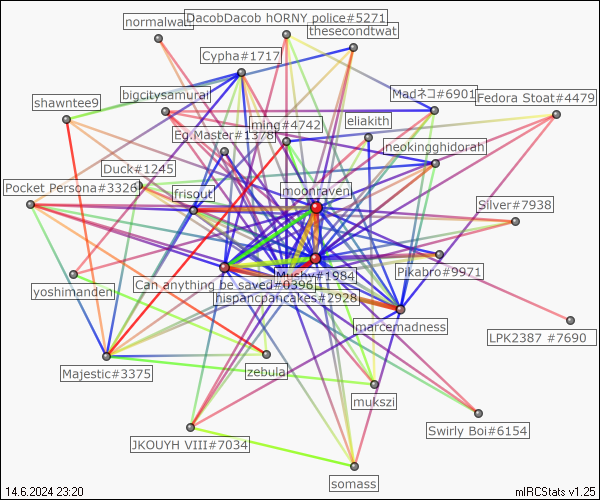 normalwan
DacobDacob hORNY police#5271
thesecondtwat
Cypha#1717
bigcitysamurai
Madネコ#6901
Fedora Stoat#4479
shawntee9
ming#4742
eliakith
Eg.Master#1378
neokingghidorah
Duck#1245
moonraven
Pocket Persona#3326
frisout
Silver#7938
Mushy#1984
Pikabro#9971
Can anything be saved#0396
yoshimanden
hispancpancakes#2928
marcemadness
LPK2387 #7690
Majestic#3375
zebula
mukszi
Swirly Boi#6154
JKOUYH VIII#7034
somass
14.6.2024 23:20
mIRCStats v1.25